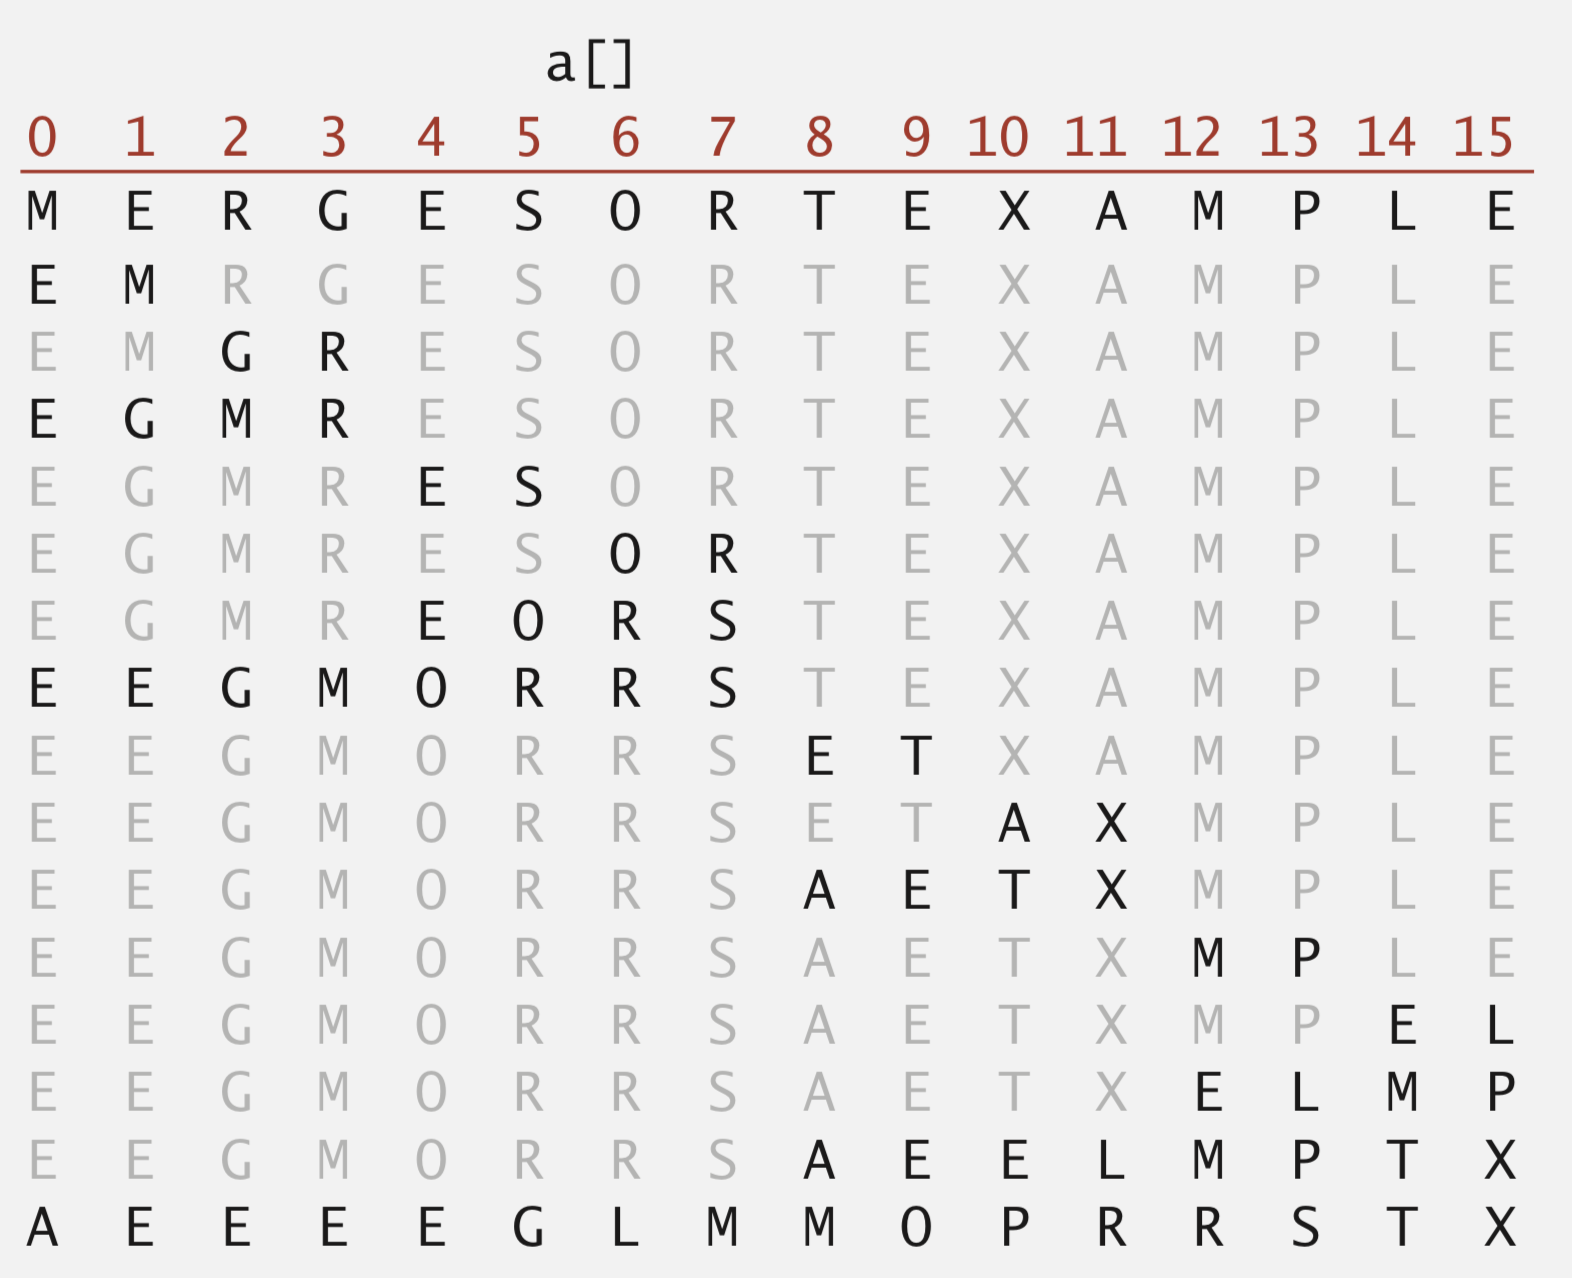 a[]
0 1 2 3 4 5 6 7 8 9 10 11 12 13 14 15
M E R G E S O R T E X A M P L E
E M R G E S O R T E X A M P L E
E M G R E S O R T E X A M P L E
E G M R E S O R T E X A M P L E
E G M R E S O R T E X A M P L E
E G M R E S O R T E X A M P L E
E G M R E O R S T E X A M P L E
E E G M O R R S T E X A M P L E
E E G M O R R S E T X A M P L E
E E G M O R R S E T A X M P L E
E E G M O R R S A E T X M P L E
E E G M O R R S A E T X M P L E
E E G M O R R S A E T X M P E L
E E G M O R R S A E T X E L M P
E E G M O R R S A E E L M P T X
A E E E E G L M M O P R R S T X